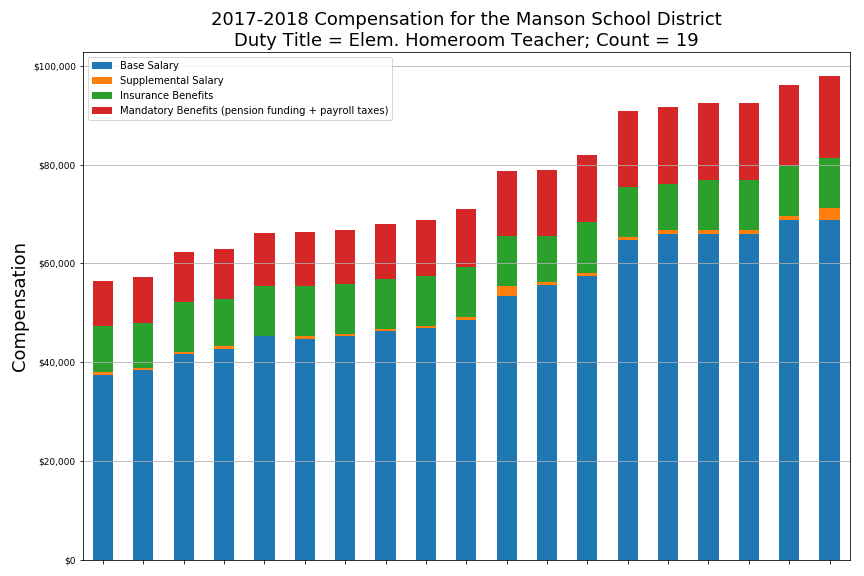 2017-2018 Compensation for the Manson School District
Duty Title = Elem. Homeroom Teacher; Count = 19
Base Salary
Supplemental Salary
Insurance Benefits
Mandatory Benefits (pension funding + payroll taxes)
Compensation
$100,000
$80,000
$60,000
$40,000
$20,000
$0